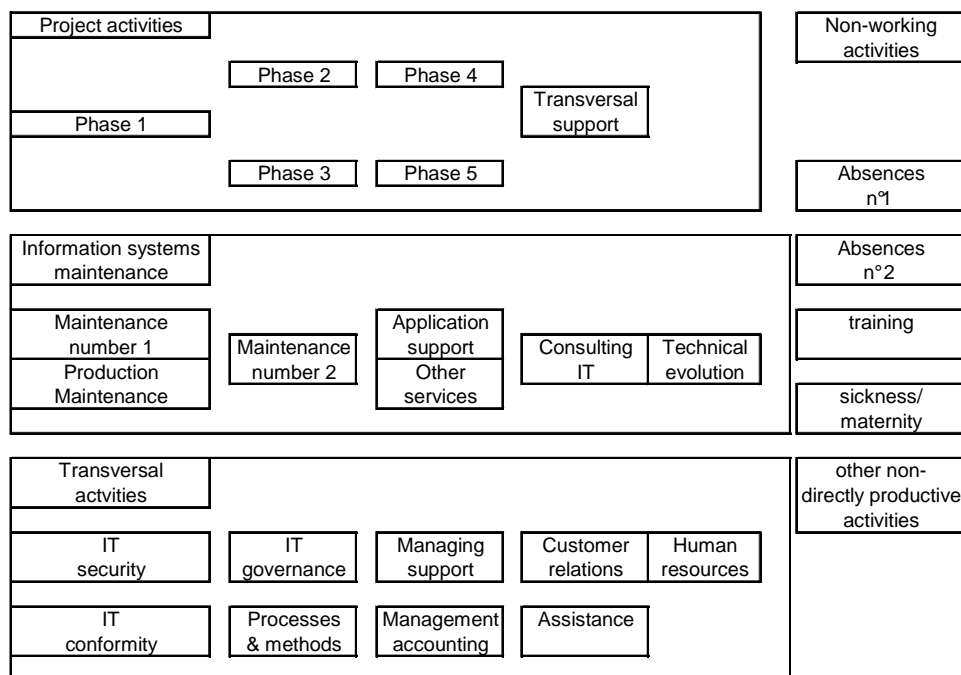 Project activities
Non-working
activities
Phase 2
Phase 4
Transversal
support
Phase 1
Phase 3
Phase 5
Absences
n°1
Information systems
maintenance
Absences
n°2
Maintenance
number 1
Production
Maintenance
Maintenance
number 2
Application
support
Other
services
Consulting
IT
Technical
evolution
training
sickness/
maternity
Transversal
actvities
other non-
directly productive
activities
IT
security
IT
governance
Managing
support
Customer
relations
Human
resources
IT
conformity
Processes
& methods
Management
accounting
Assistance